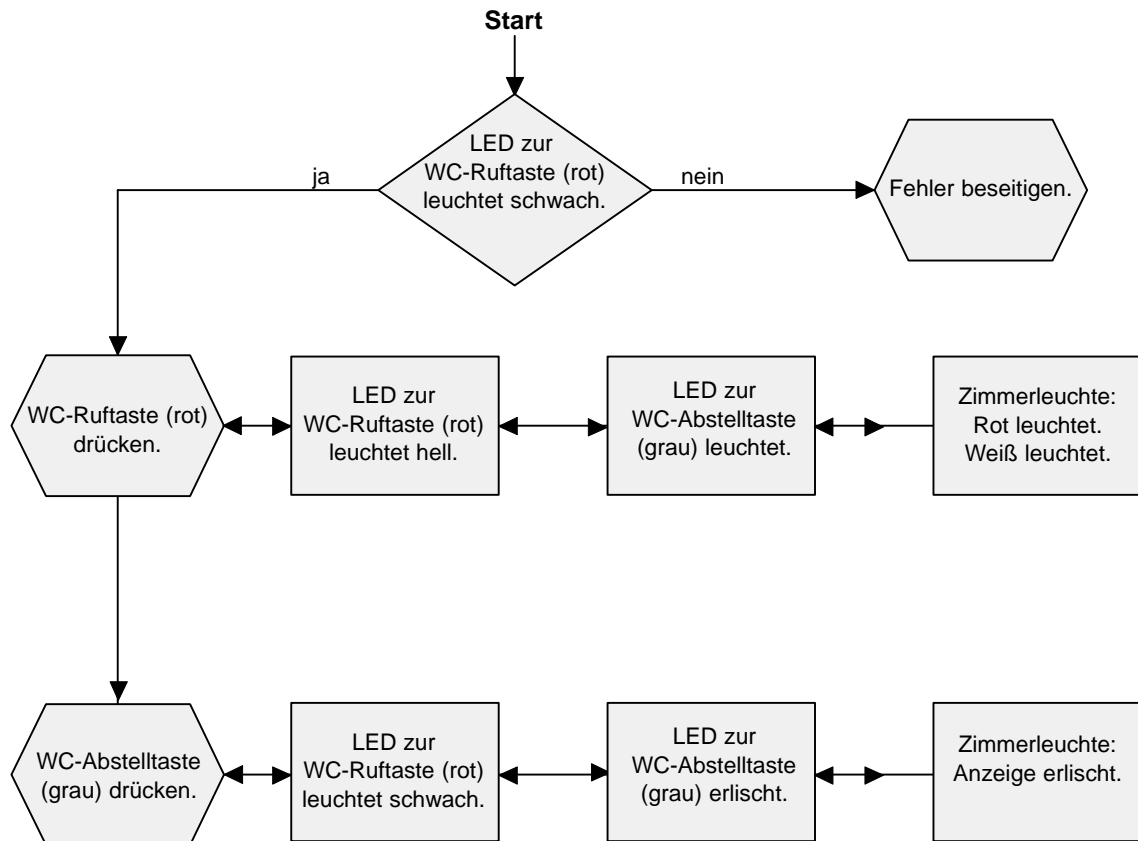 Start
LED zur
WC-Ruftaste (rot)
leuchtet schwach.
ja
nein
Fehler beseitigen.
WC-Ruftaste (rot)
drücken.
LED zur
WC-Ruftaste (rot)
leuchtet hell.
LED zur
WC-Abstelltaste
(grau) leuchtet.
Zimmerleuchte:
Rot leuchtet.
Weiß leuchtet.
WC-Abstelltaste
(grau) drücken.
LED zur
WC-Ruftaste (rot)
leuchtet schwach.
LED zur
WC-Abstelltaste
(grau) erlischt.
Zimmerleuchte:
Anzeige erlischt.